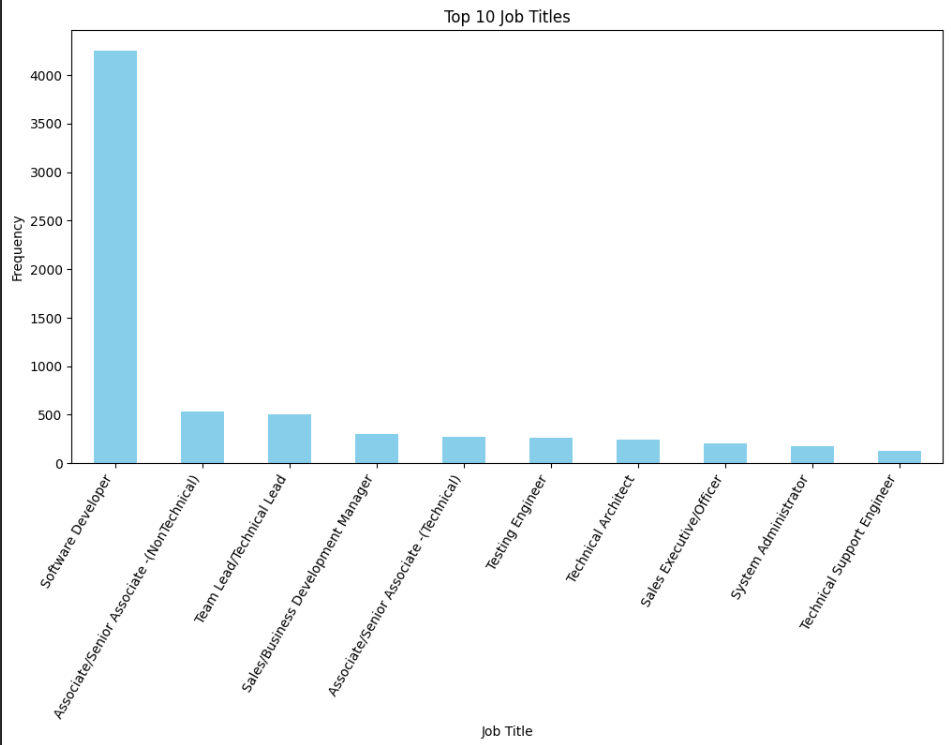 Top 10 Job Titles
Frequency
4000
3500
3000
2500
2000
1500
1000
500
0
Software Developer
Associate/Senior Associate -(NonTechnical)
Team Lead/Technical Lead
Sales/Business Development Manager
Associate/Senior Associate -(Technical)
Testing Engineer
Technical Architect
Sales Executive/Officer
System Administrator
Technical Support Engineer
Job Title